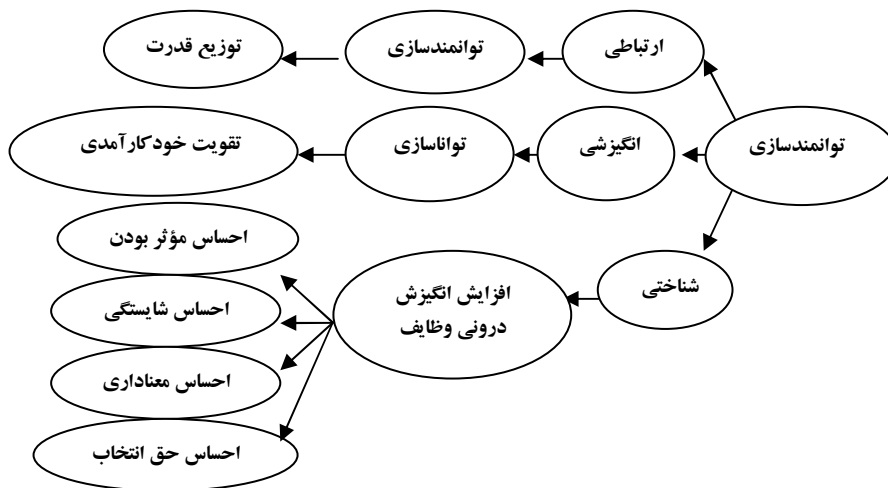 ارتباطی
توانمندسازی
توزیع قدرت
توانمندسازی
انگیزشی
تواناسازی
تقویت خودکارآمدی
شناختی
افزایش انگیزش
درونی وظایف
احساس مؤثر بودن
احساس شایستگی
احساس معناداری
احساس حق انتخاب